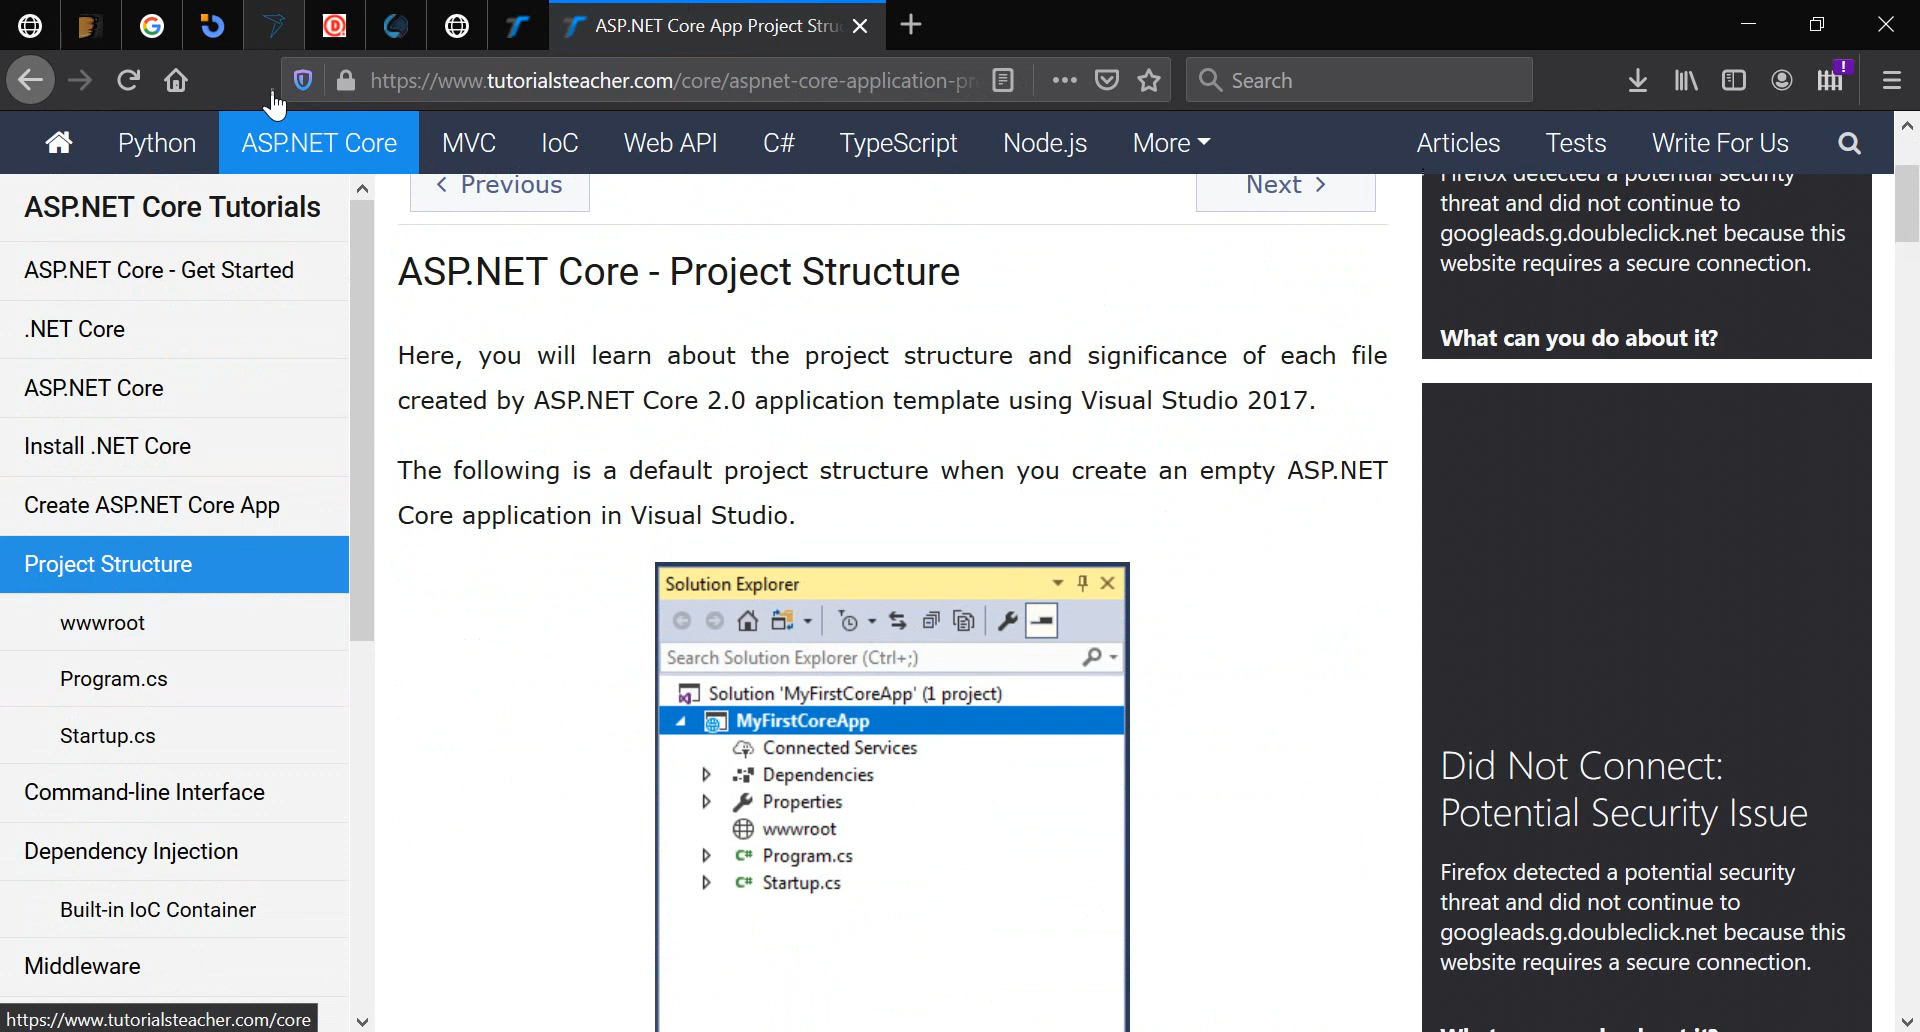 ASP.NET Core App Project Stru
https://www.tutorialsteacher.com/core/aspnet-core-application-pr
Search
!
Python
ASP.NET Core
MVC
IoC
Web API
C#
TypeScript
Node.js
More
Articles
Tests
Write For Us
ASP.NET Core Tutorials
ASP.NET Core - Get Started
.NET Core
ASP.NET Core
Install .NET Core
Create ASP.NET Core App
Project Structure
wwwroot
Program.cs
Startup.cs
Command-line Interface
Dependency Injection
Built-in IoC Container
Middleware
https://www.tutorialsteacher.com/core
< Previous
Next >
ASP.NET Core - Project Structure
Here, you will learn about the project structure and significance of each file
created by ASP.NET Core 2.0 application template using Visual Studio 2017.
The following is a default project structure when you create an empty ASP.NET
Core application in Visual Studio.
Solution Explorer
Search Solution Explorer (Ctrl+;)
Solution 'MyFirstCoreApp' (1 project)
MyFirstCoreApp
Connected Services
Dependencies
Properties
wwwroot
C# Program.cs
C# Startup.cs
Firefox detected a potential security
threat and did not continue to
googleads.g.doubleclick.net because this
website requires a secure connection.
What can you do about it?
Did Not Connect:
Potential Security Issue
Firefox detected a potential security
threat and did not continue to
googleads.g.doubleclick.net because this
website requires a secure connection.